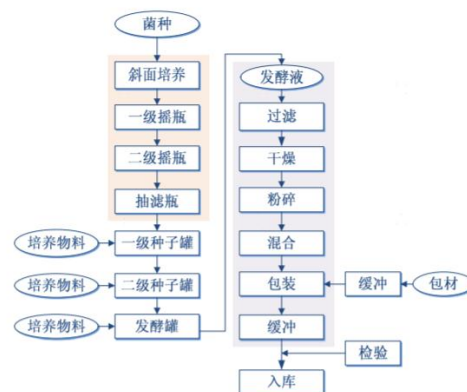 菌种
斜面培养
一级摇瓶
二级摇瓶
抽滤瓶
培养物料
一级种子罐
培养物料
二级种子罐
培养物料
发酵罐
发酵液
过滤
干燥
粉碎
混合
包装
缓冲
包材
缓冲
检验
入库